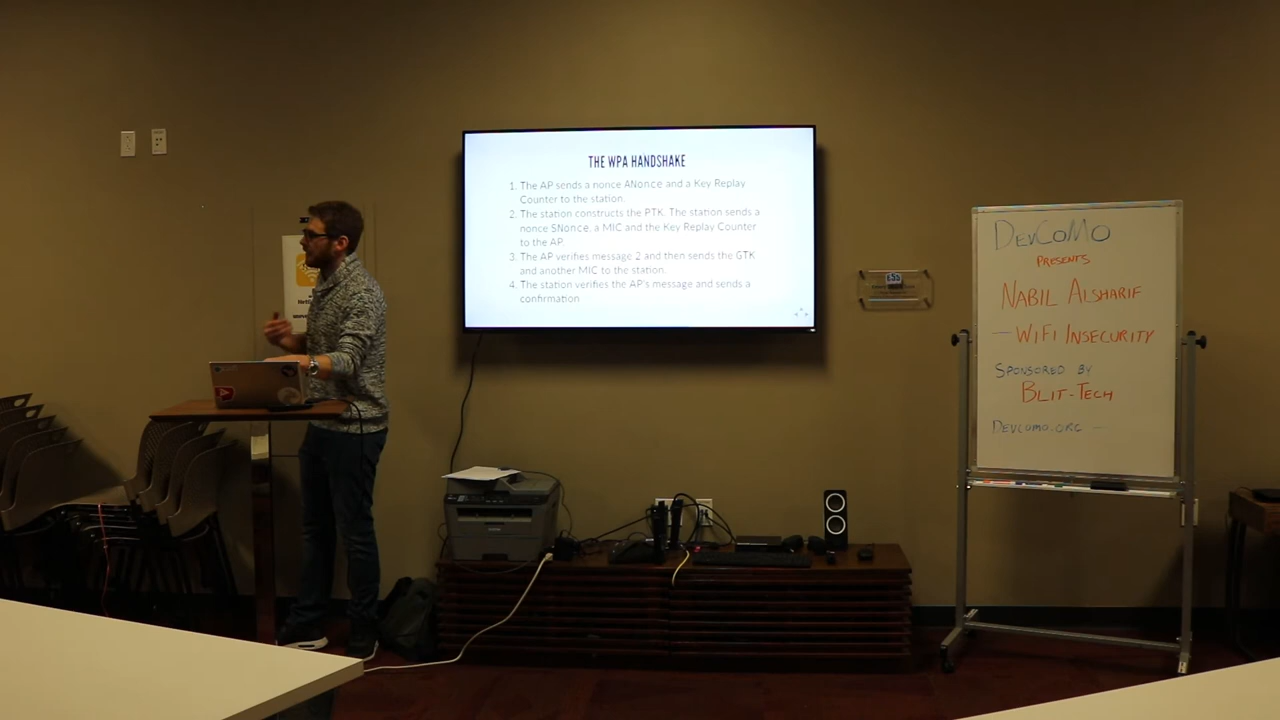 THE WPA HANDSHAKE
1. The AP sends a nonce ANonce and a Key Replay
Counter to the station.
2. The station constructs the PTK. The station sends a
nonce SNonce, a MIC and the Key Replay Counter
to the AP
3. The AP verifies message 2 and then sends the GTK
and another MIC to the station.
4. The station verifies the AP's message and sends a
confirmation
DEVCOMO
PRESENTS
NABIL ALSHARIF
— WIFI INSECURITY
SPONSORED BY
BLIT-TECH
DEVCOMO.ORG —